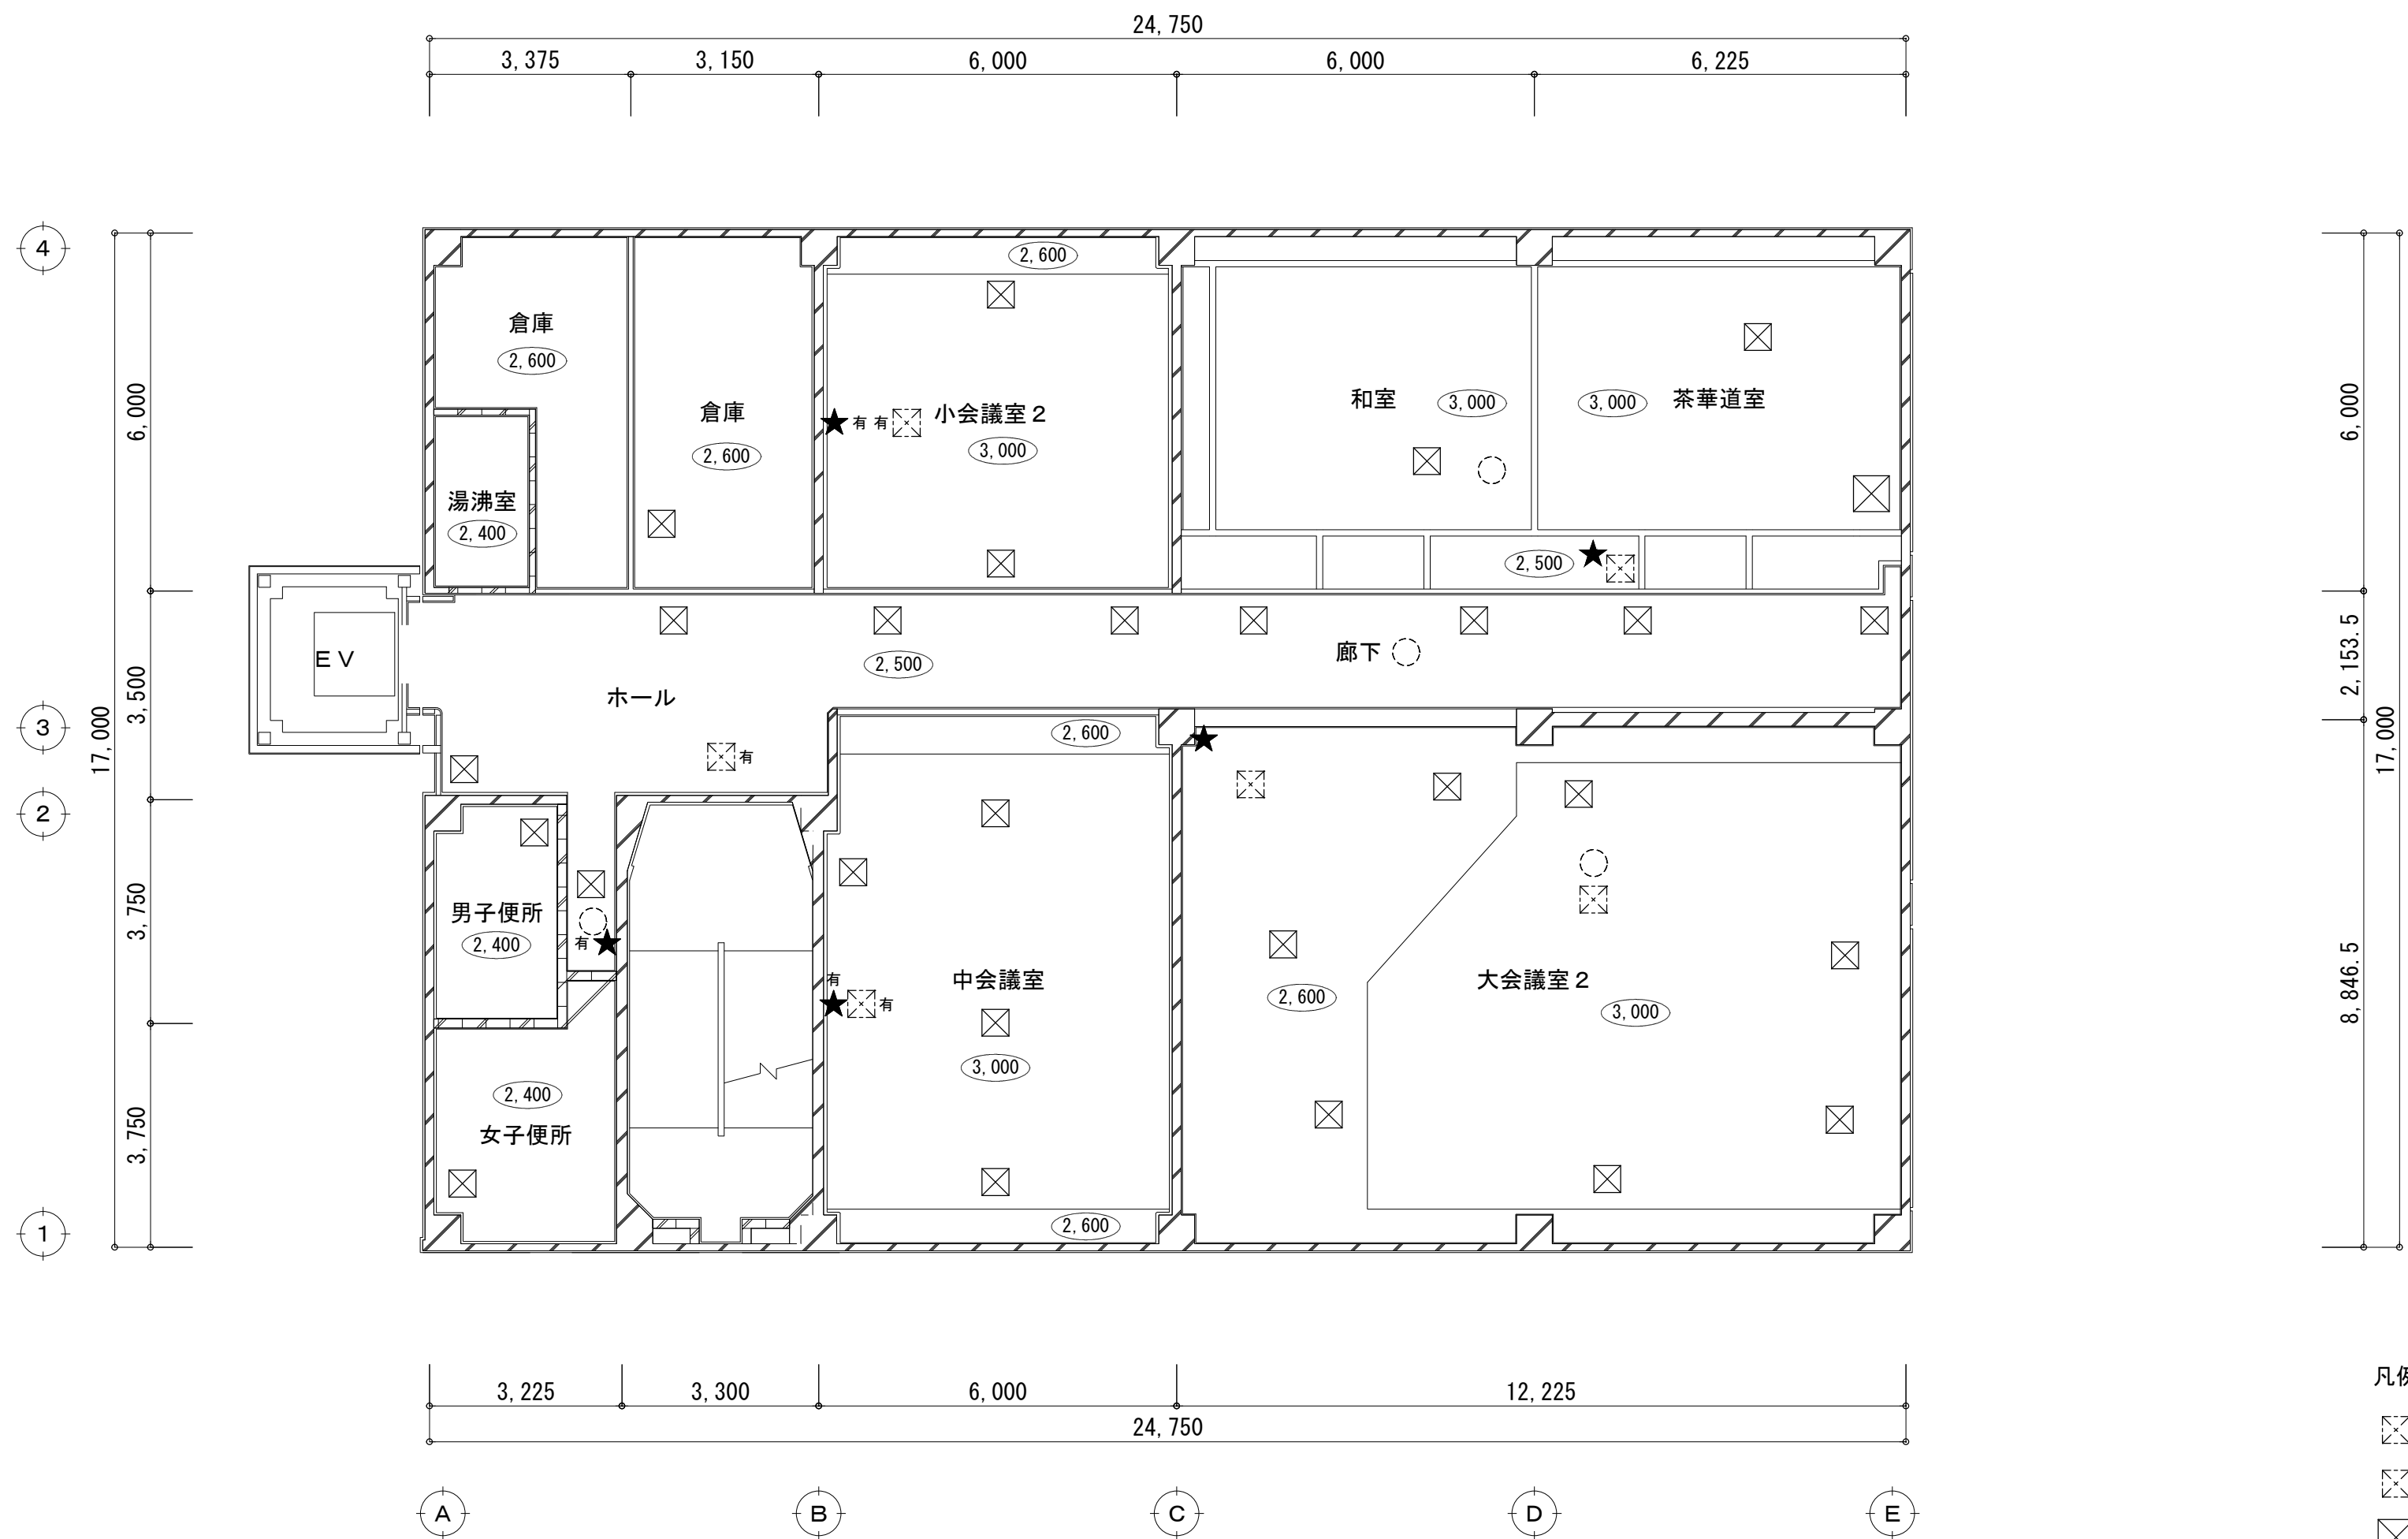 24,750
3,375
3,150
6,000
6,000
6,225
4
2,600
倉庫
2,600
6,000
倉庫
2,600
有 有
小会議室2
3,000
和室
3,000
3,000
茶華道室
6,000
湯沸室
2,400
2,500
EV
ホール
2,500
廊下
2,153.5
3,500
3
17,000
2,600
有
17,000
2
男子便所
2,400
有
3,750
有
有
中会議室
3,000
2,600
大会議室2
3,000
8,846.5
2,400
女子便所
3,750
2,600
1
3,225
3,300
6,000
12,225
24,750
凡
A
B
C
D
E